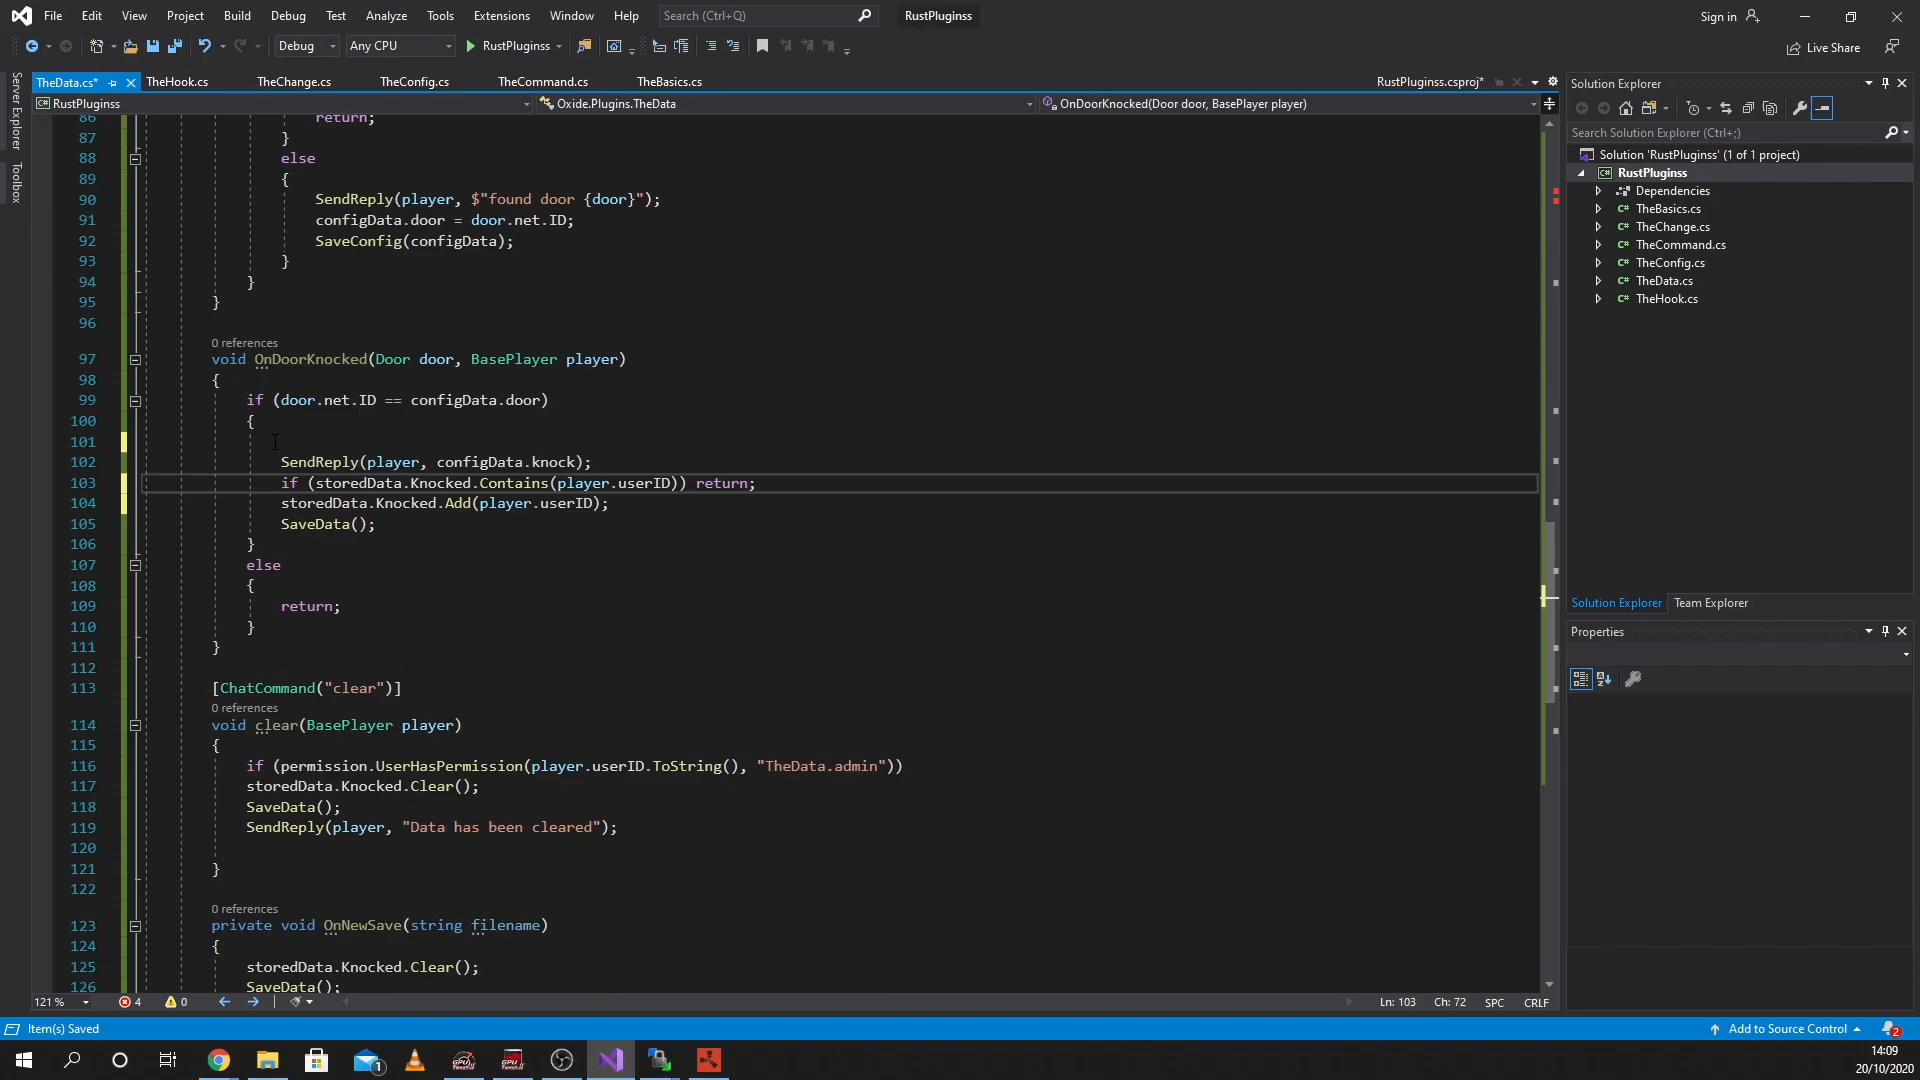 File Edit View Project Build Debug Test Analyze Tools Extensions Window Help Search (Ctrl+Q) RustPluginss Sign in
Debug Any CPU RustPluginss Live Share
Server Explorer
Toolbox
TheData.cs* TheHook.cs TheChange.cs TheConfig.cs TheCommand.cs TheBasics.cs RustPluginss.csproj*
RustPluginss Oxide.Plugins.TheData OnDoorKnocked(Door door, BasePlayer player)
86 return;
87 }
88 else
89 {
90 SendReply(player, $"found door {door}");
91 configData.door = door.net.ID;
92 SaveConfig(configData);
93 }
94 }
95 }
96
0 references
97 void OnDoorKnocked(Door door, BasePlayer player)
98 {
99 if (door.net.ID == configData.door)
100 {
101
102 SendReply(player, configData.knock);
103 if (storedData.Knocked.Contains(player.userID)) return;
104 storedData.Knocked.Add(player.userID);
105 SaveData();
106 }
107 else
108 {
109 return;
110 }
111 }
112
113 [ChatCommand("clear")]
0 references
114 void clear(BasePlayer player)
115 {
116 if (permission.UserHasPermission(player.userID.ToString(), "TheData.admin"))
117 storedData.Knocked.Clear();
118 SaveData();
119 SendReply(player, "Data has been cleared");
120
121 }
122
0 references
123 private void OnNewSave(string filename)
124 {
125 storedData.Knocked.Clear();
126 SaveData();
121 % 4 0 Ln: 103 Ch: 72 SPC CRLF
Solution Explorer
Search Solution Explorer (Ctrl+;)
Solution 'RustPluginss' (1 of 1 project)
RustPluginss
Dependencies
TheBasics.cs
TheChange.cs
TheCommand.cs
TheConfig.cs
TheData.cs
TheHook.cs
Solution Explorer Team Explorer
Properties
Item(s) Saved Add to Source Control 2
1
14:09
20/10/2020